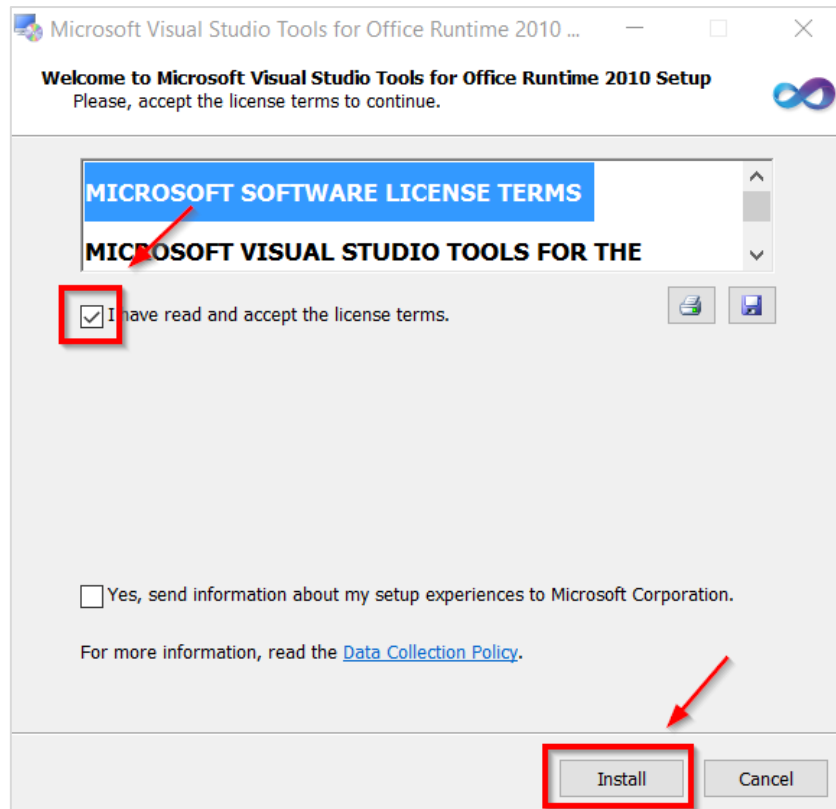 Microsoft Visual Studio Tools for Office Runtime 2010 ...
Welcome to Microsoft Visual Studio Tools for Office Runtime 2010 Setup
Please, accept the license terms to continue.
MICROSOFT SOFTWARE LICENSE TERMS
MICROSOFT VISUAL STUDIO TOOLS FOR THE
I have read and accept the license terms.
Yes, send information about my setup experiences to Microsoft Corporation.
For more information, read the Data Collection Policy.
Install
Cancel